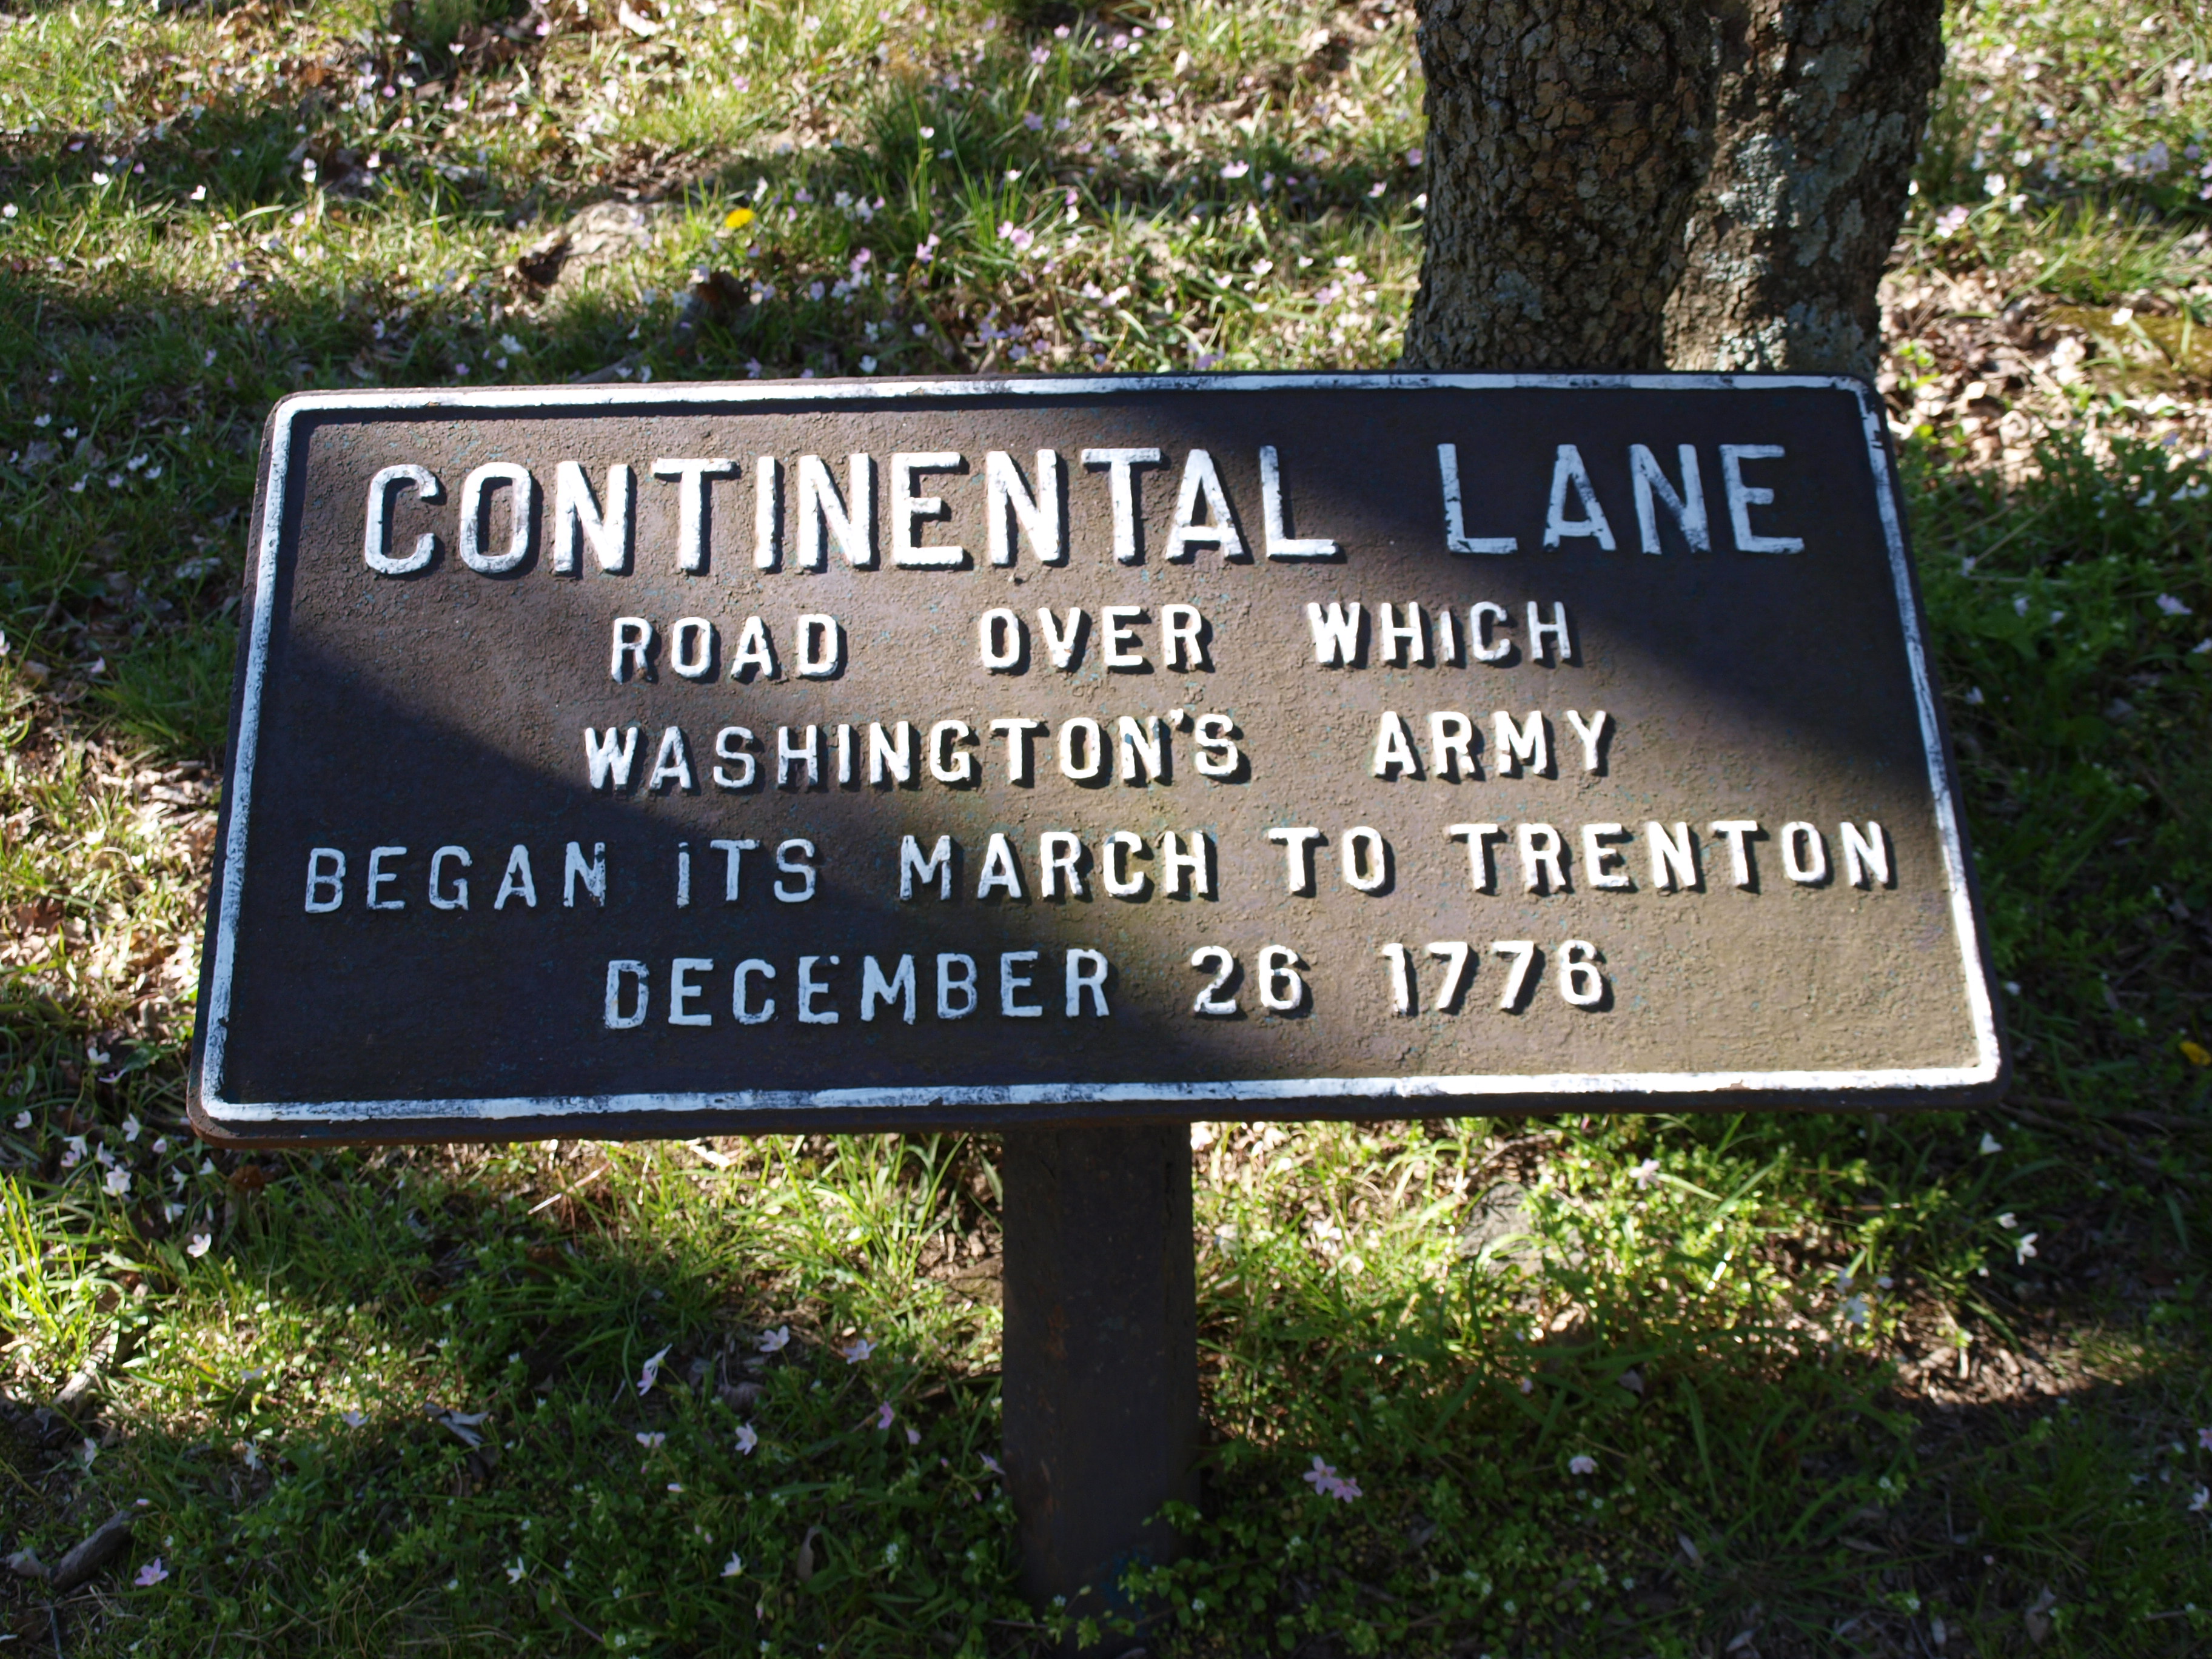 CONTINENTAL LANE
ROAD OVER WHICH
WASHINGTON'S ARMY
BEGAN ITS MARCH TO TRENTON
DECEMBER 26 1776